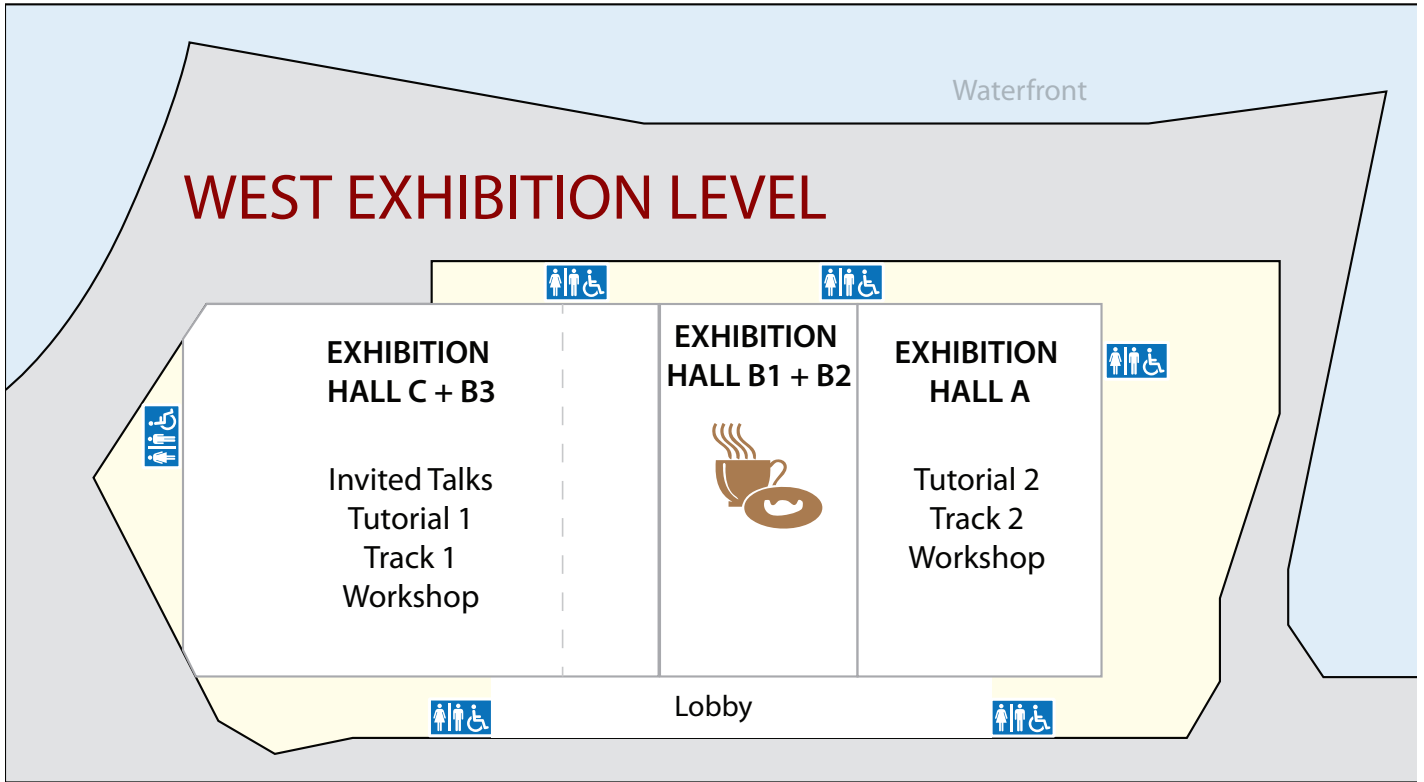 Waterfront
WEST EXHIBITION LEVEL
EXHIBITION
HALL C + B3
Invited Talks
Tutorial 1
Track 1
Workshop
EXHIBITION
HALL B1 + B2
EXHIBITION
HALL A
Tutorial 2
Track 2
Workshop
Lobby